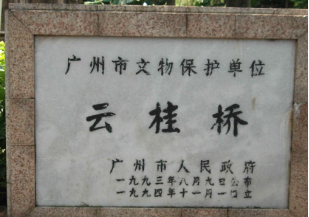 广州市文物保护单位
云桂桥
广州市人民政府
一九九三年八月九日公布
一九九四年十一月一日立